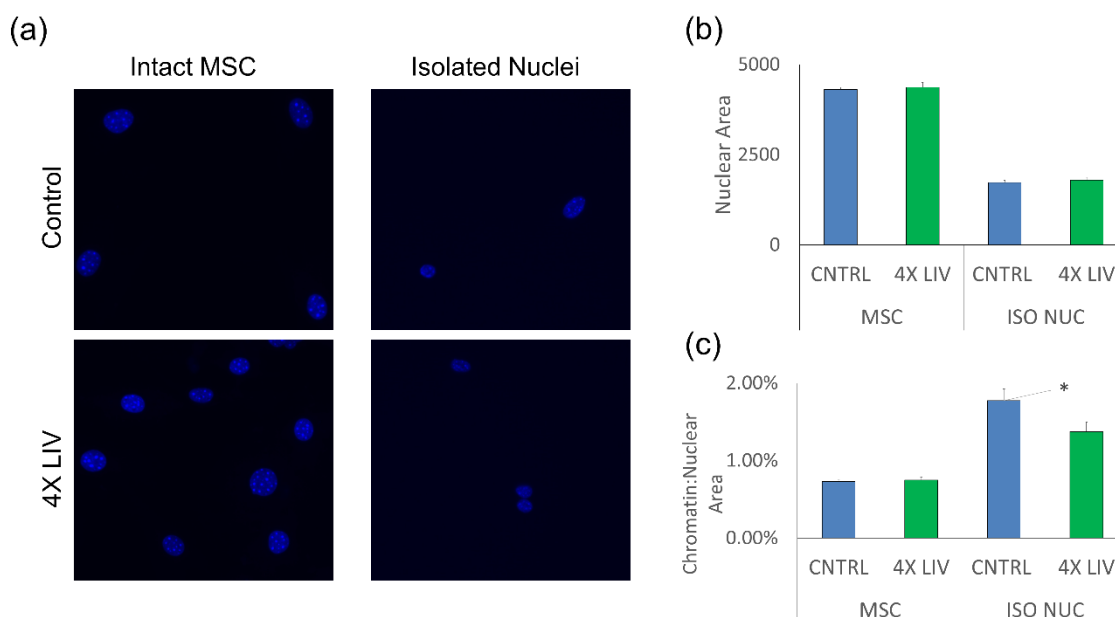 (a)
Intact MSC
Isolated Nuclei
Control
4X LIV
(b)
5000
2500
0
Nuclear Area
CNTRL
4X LIV
CNTRL
4X LIV
MSC
ISO NUC
(c)
2.00%
1.00%
0.00%
Chromatin:Nuclear
Area
*
CNTRL
4X LIV
CNTRL
4X LIV
MSC
ISO NUC